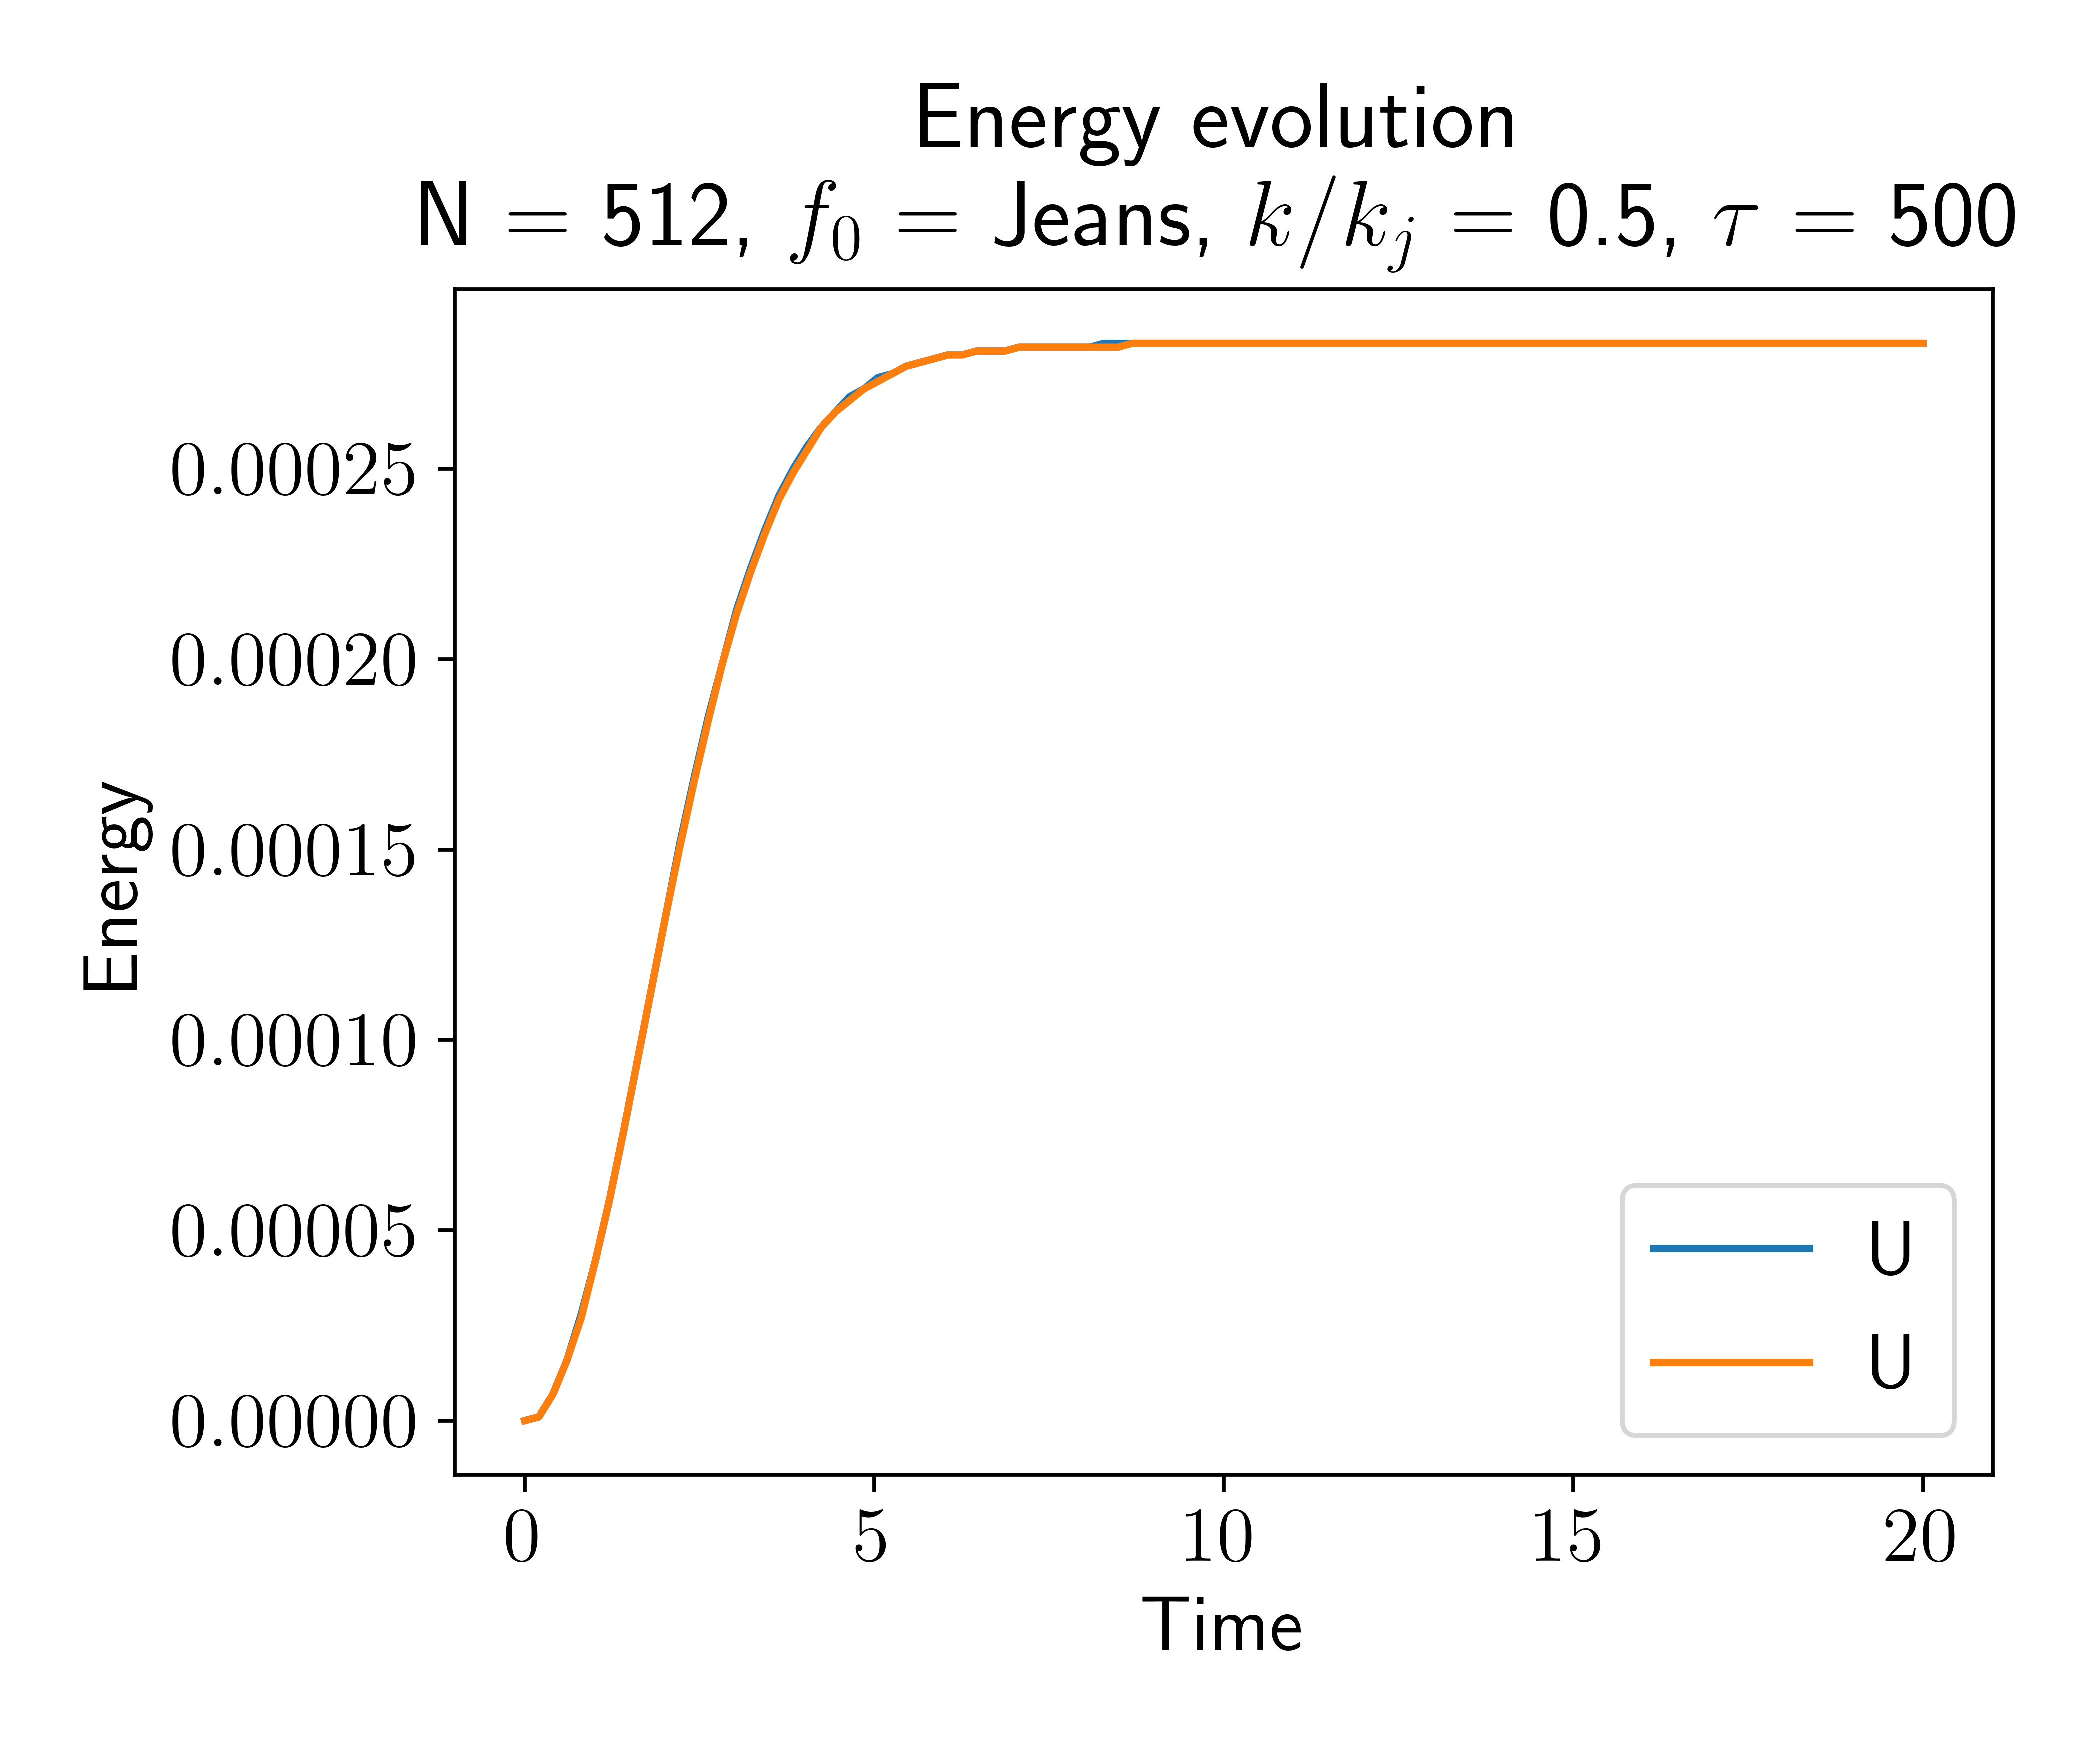 Energy evolution
N = 512, f₀ = Jeans, k/kⱼ = 0.5, τ = 500
Energy
0.00025
0.00020
0.00015
0.00010
0.00005
0.00000
U
U
0 5 10 15 20
Time